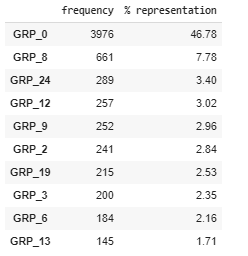 frequency % representation
GRP_0 3976 46.78
GRP_8 661 7.78
GRP_24 289 3.40
GRP_12 257 3.02
GRP_9 252 2.96
GRP_2 241 2.84
GRP_19 215 2.53
GRP_3 200 2.35
GRP_6 184 2.16
GRP_13 145 1.71